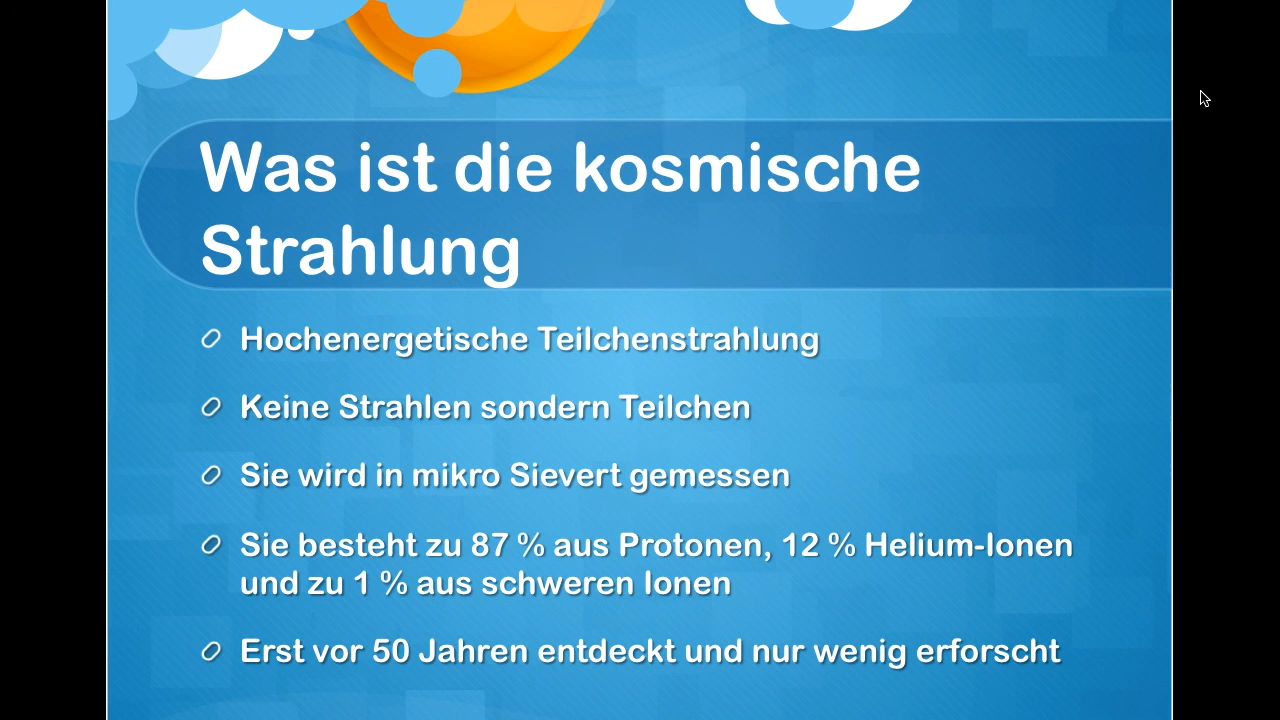 Was ist die kosmische
Strahlung
Hochenergetische Teilchenstrahlung
Keine Strahlen sondern Teilchen
Sie wird in mikro Sievert gemessen
Sie besteht zu 87 % aus Protonen, 12 % Helium-Ionen
und zu 1 % aus schweren Ionen
Erst vor 50 Jahren entdeckt und nur wenig erforscht